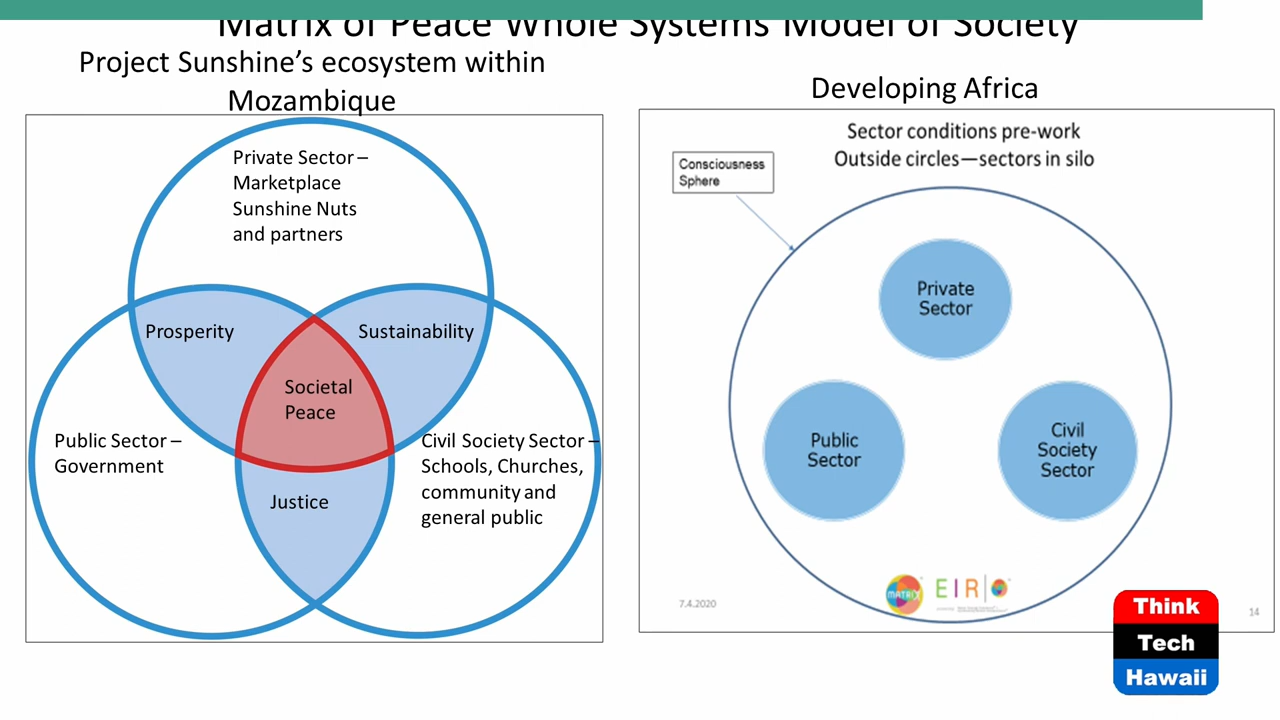 Matrix of Peace Whole Systems Model of Society
Project Sunshine's ecosystem within
Mozambique
Private Sector –
Marketplace
Sunshine Nuts
and partners
Prosperity
Sustainability
Societal
Peace
Public Sector –
Government
Civil Society Sector –
Schools, Churches,
community and
general public
Justice
Developing Africa
Sector conditions pre-work
Outside circles—sectors in silo
Consciousness
Sphere
Private
Sector
Public
Sector
Civil
Society
Sector
MATRIX
EIR
7.4.2020
14
Think
Tech
Hawaii